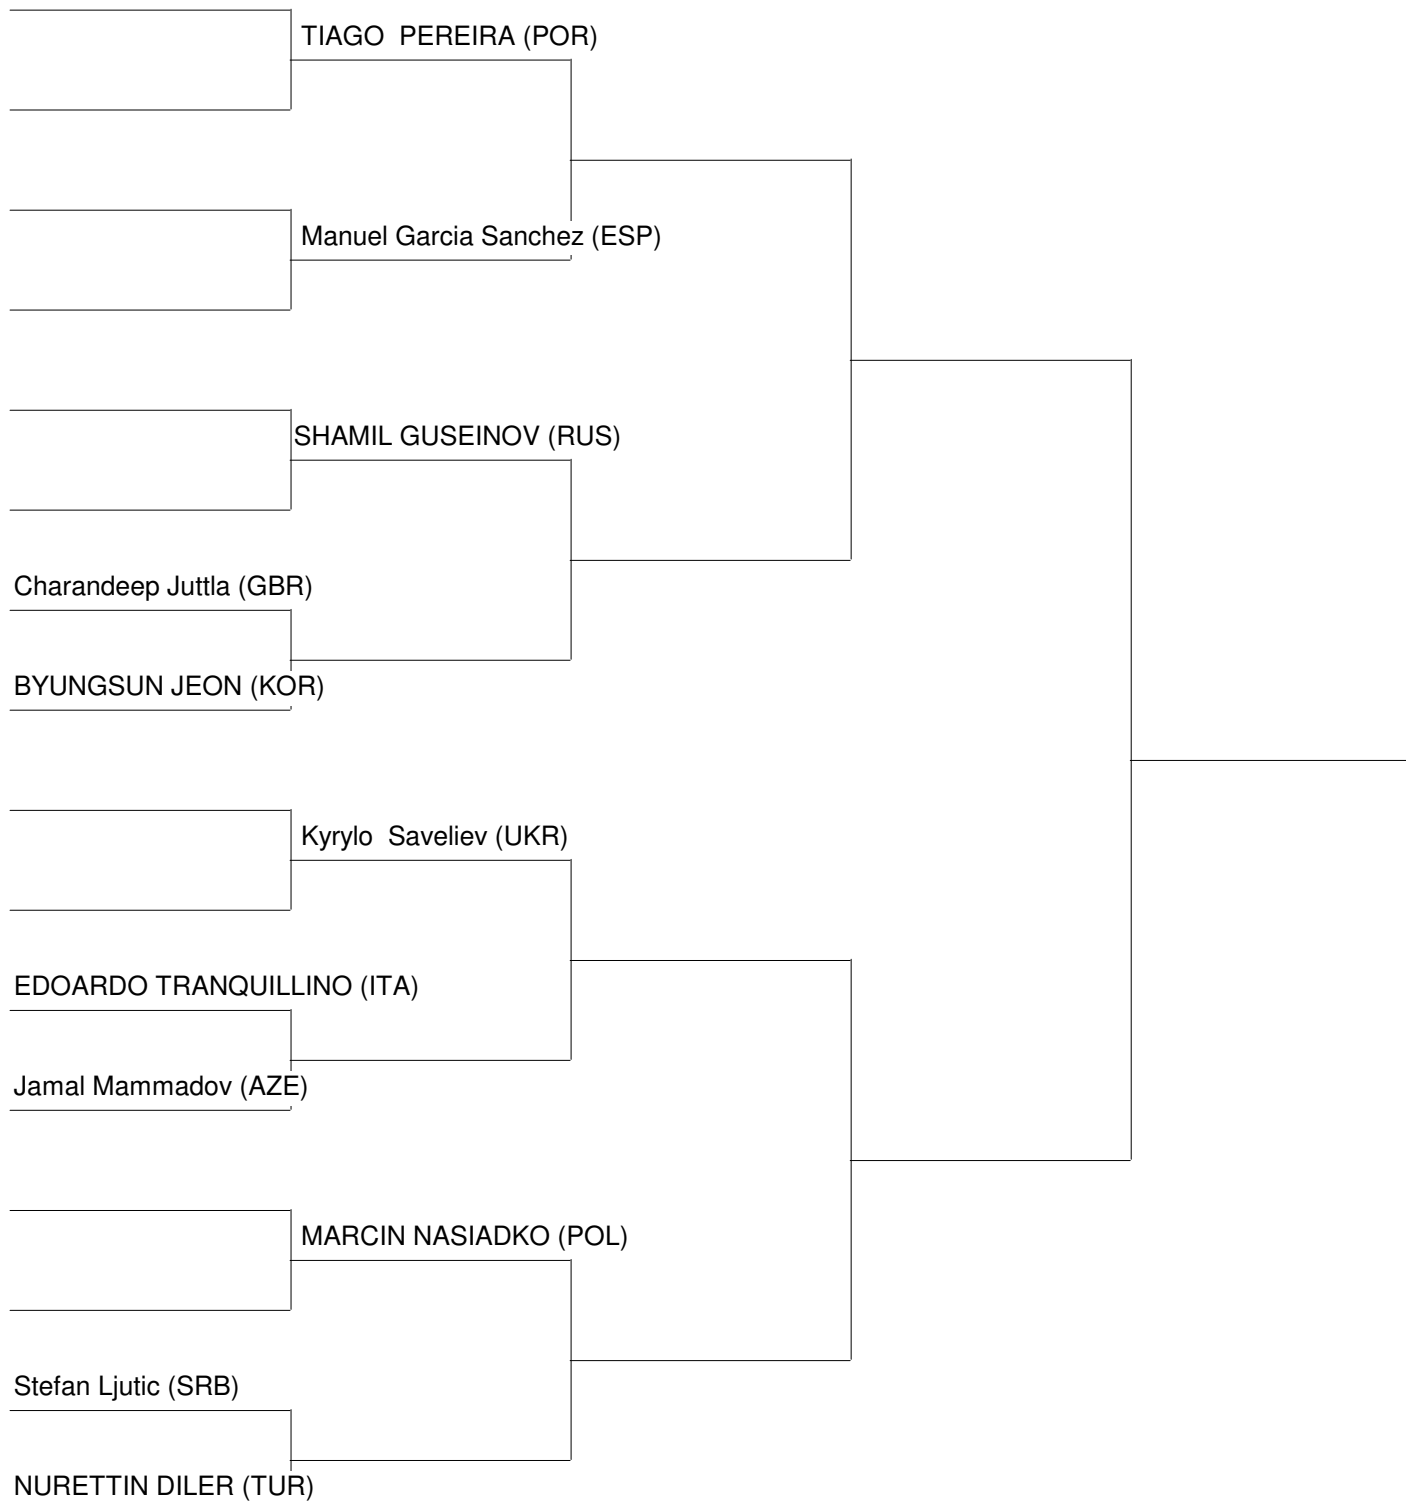 TIAGO  PEREIRA (POR)
Manuel Garcia Sanchez (ESP)
SHAMIL GUSEINOV (RUS)
Charandeep Juttla (GBR)
BYUNGSUN JEON (KOR)
Kyrylo  Saveliev (UKR)
EDOARDO TRANQUILLINO (ITA)
Jamal Mammadov (AZE)
MARCIN NASIADKO (POL)
Stefan Ljutic (SRB)
NURETTIN DILER (TUR)